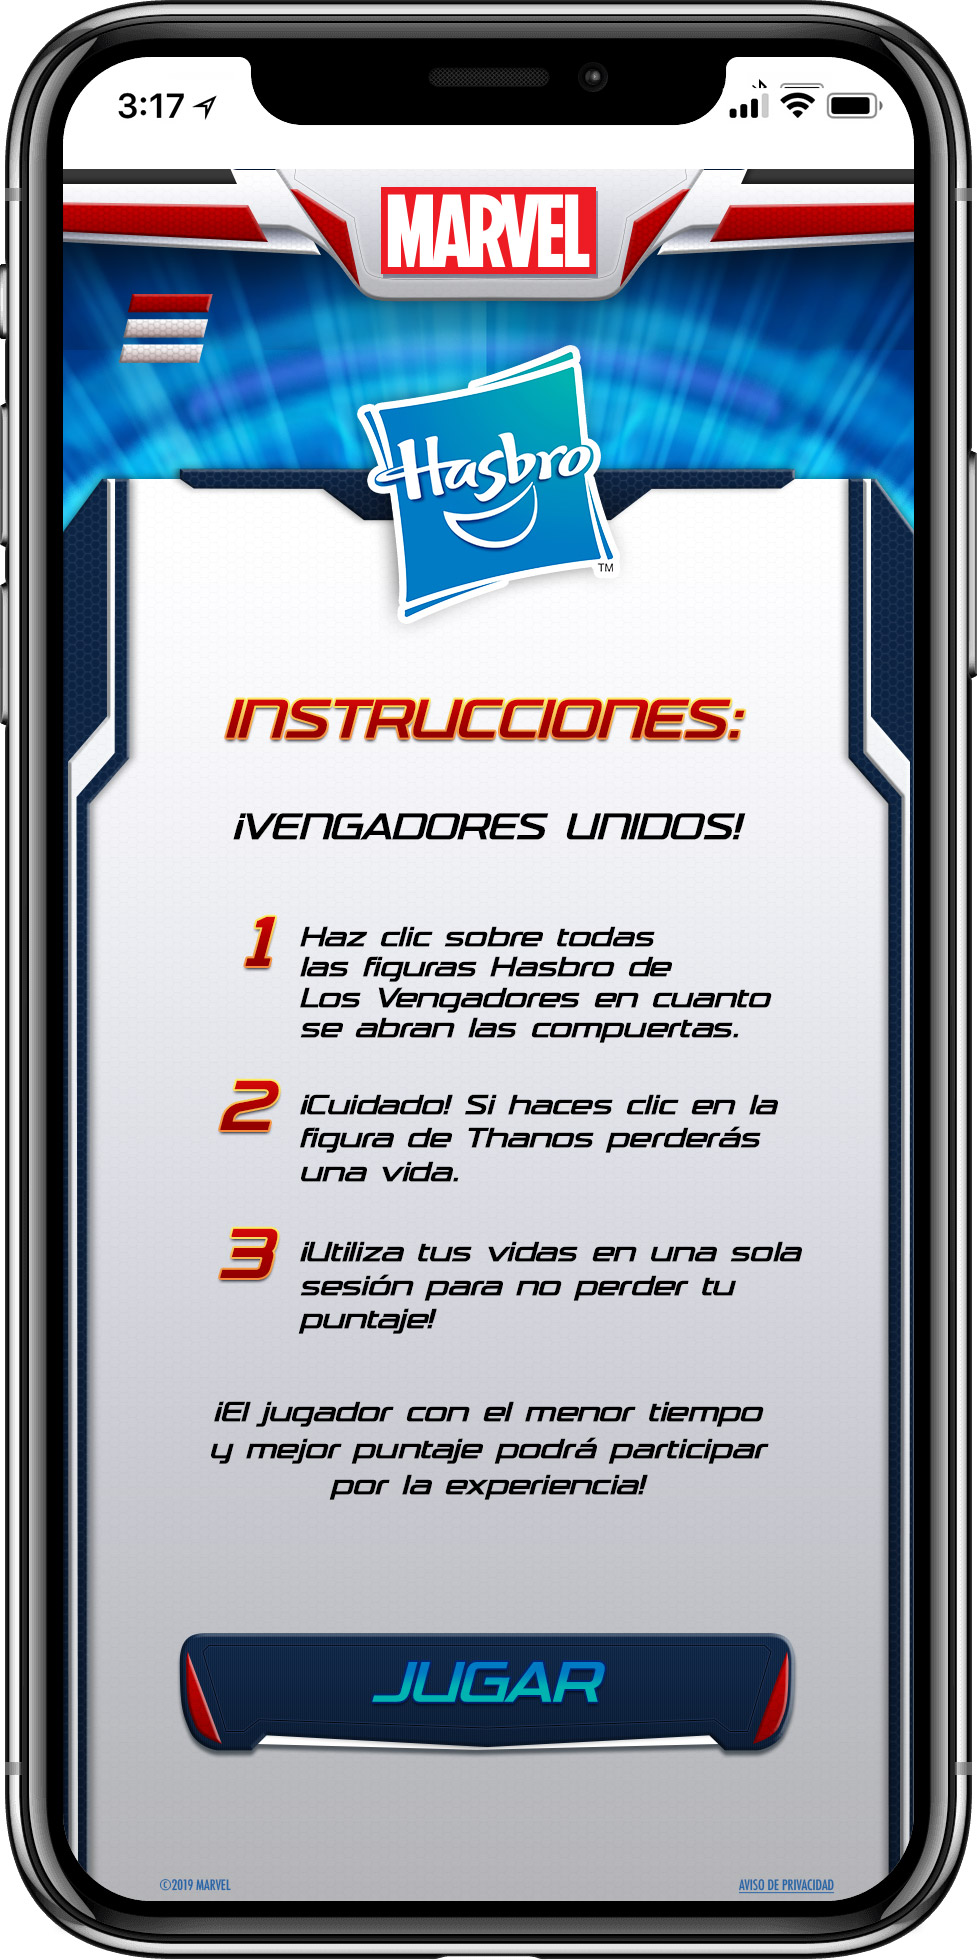 3:17
MARVEL
Hasbro
TM
INSTRUCCIONES:
¡VENGADORES UNIDOS!
1 Haz clic sobre todas
las figuras Hasbro de
Los Vengadores en cuanto
se abran las compuertas.
2 ¡Cuidado! Si haces clic en la
figura de Thanos perderás
una vida.
3 ¡Utiliza tus vidas en una sola
sesión para no perder tu
puntaje!
¡El jugador con el menor tiempo
y mejor puntaje podrá participar
por la experiencia!
JUGAR
©2019 MARVEL
AVISO DE PRIVACIDAD